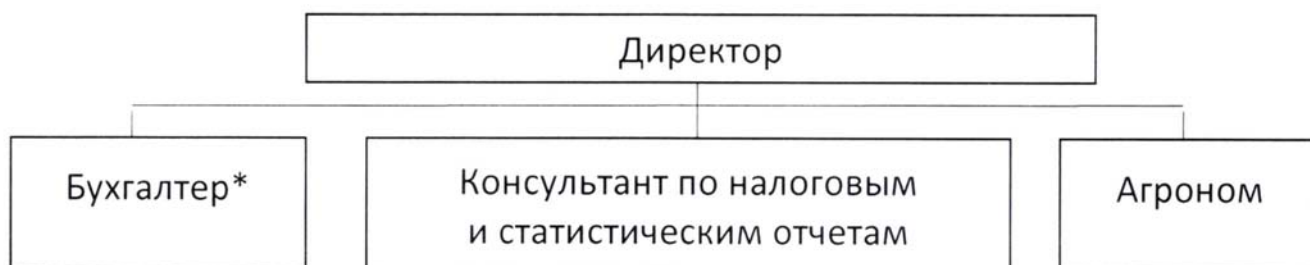 Директор
Бухгалтер*
Консультант по налоговым
и статистическим отчетам
Агроном